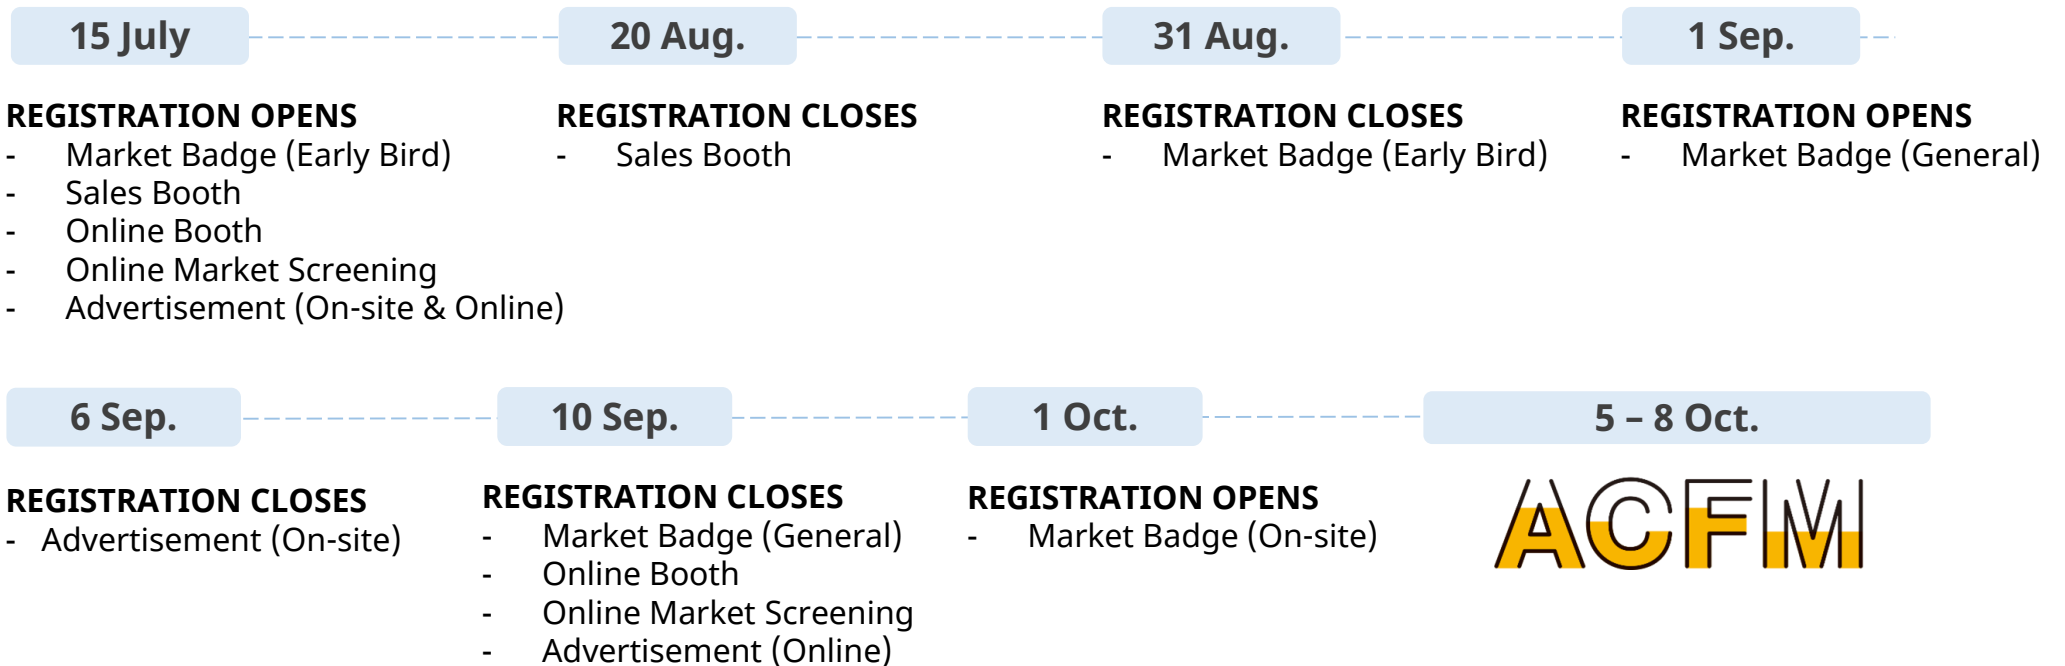 15 July
20 Aug.
31 Aug.
1 Sep.
REGISTRATION OPENS
- Market Badge (Early Bird)
- Sales Booth
- Online Booth
- Online Market Screening
- Advertisement (On-site & Online)
REGISTRATION CLOSES
- Sales Booth
REGISTRATION CLOSES
- Market Badge (Early Bird)
REGISTRATION OPENS
- Market Badge (General)
6 Sep.
10 Sep.
1 Oct.
5 – 8 Oct.
REGISTRATION CLOSES
- Advertisement (On-site)
REGISTRATION CLOSES
- Market Badge (General)
- Online Booth
- Online Market Screening
- Advertisement (Online)
REGISTRATION OPENS
- Market Badge (On-site)
ACFM